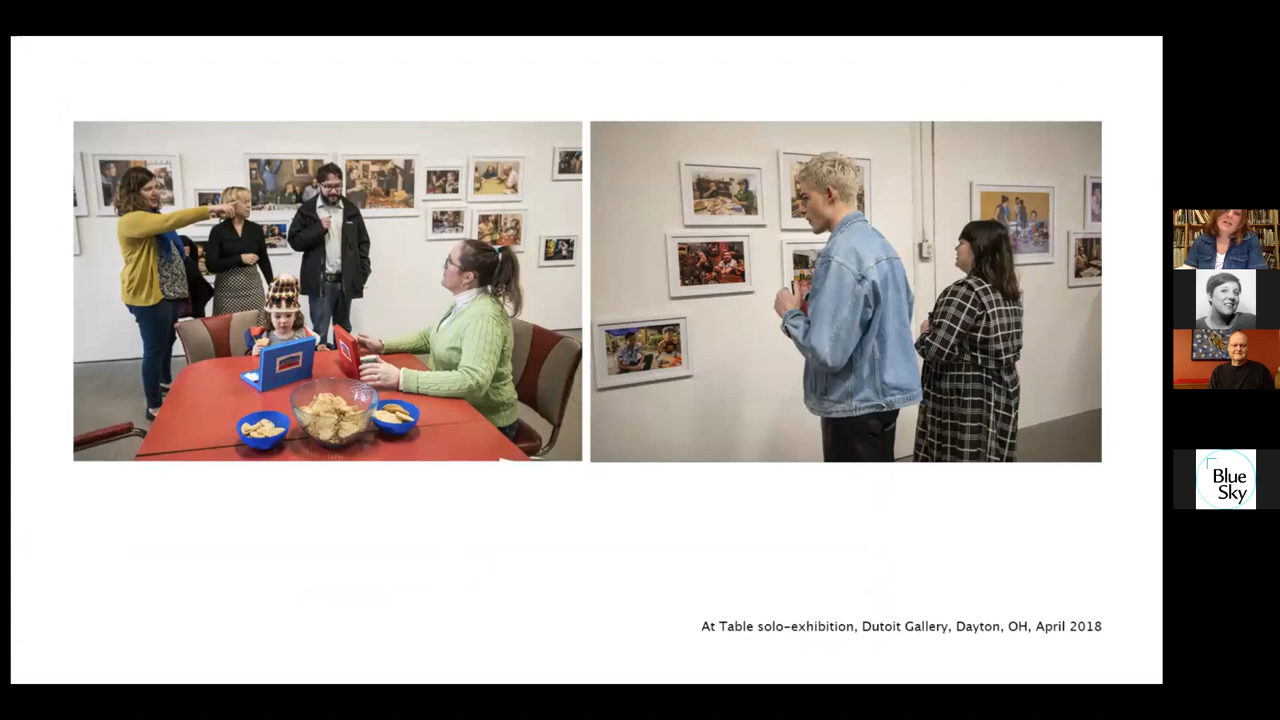 At Table solo-exhibition, Dutoit Gallery, Dayton, OH, April 2018
Blue
Sky